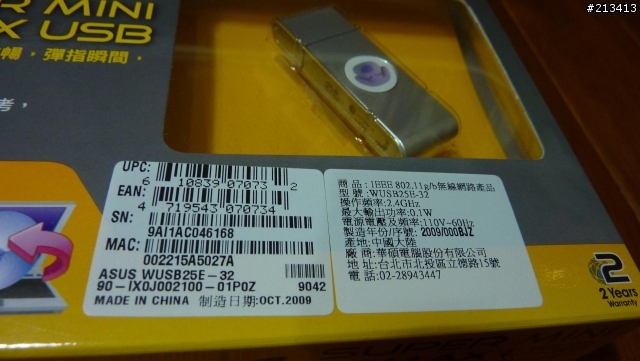 #213413
R MINI
X USB
暢，彈指瞬間，
考，
UPC:
6 10839 07073 2
EAN:
4 719543 070734
SN:
9AI1AC046168
MAC:
002215A5027A
ASUS WUSB25E-32
90-IX0J002100-01P0Z
9042
MADE IN CHINA 製造日期:OCT.2009
商品:IEEE 802.11g/b無線網路產品
型號:WUSB25E-32
操作頻率:2.4GHz
最大輸出功率:0.1W
電源電壓及頻率:110V~60Hz
製造年份/序號:2009/000BJZ
產地:中國大陸
廠商:華碩電腦股份有限公司
地址:台北市北投區立德路15號
電話:02-28943447
2
2 Years
Warranty
SUPER MINI